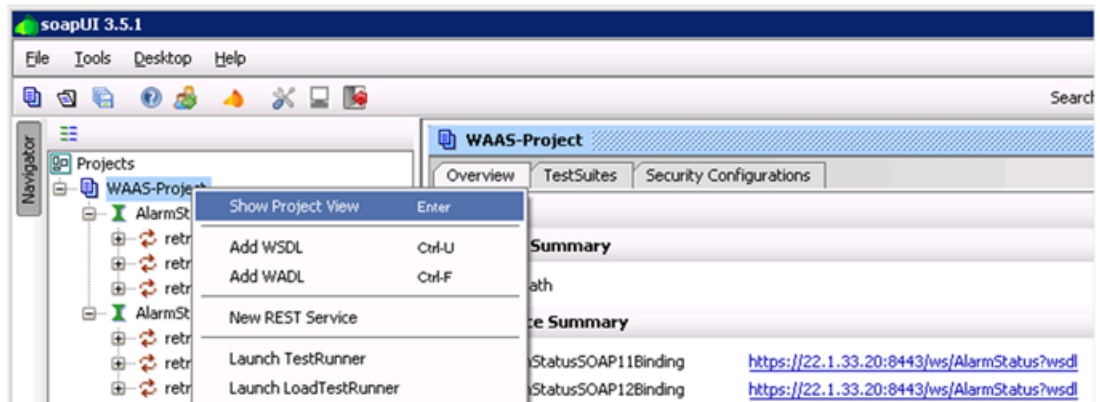 soapUI 3.5.1
File Tools Desktop Help
Search
Navigator
Projects
WAAS-Project
AlarmSt
retr
retr
retr
AlarmSt
retr
retr
retr
Show Project View Enter
Add WSDL Ctrl-U
Add WADL Ctrl-F
New REST Service
Launch TestRunner
Launch LoadTestRunner
WAAS-Project
Overview TestSuites Security Configurations
Summary
ath
ce Summary
nStatusSOAP11Binding https://22.1.33.20:8443/ws/AlarmStatus?wsdl
nStatusSOAP12Binding https://22.1.33.20:8443/ws/AlarmStatus?wsdl